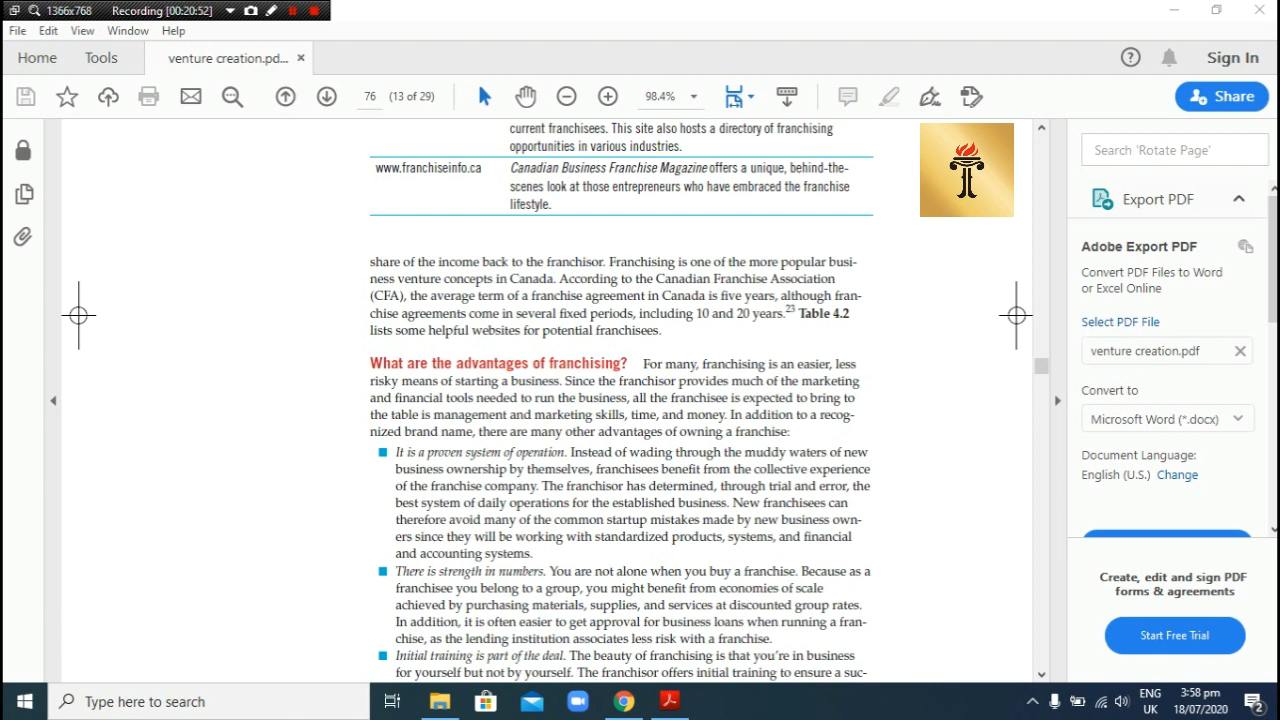 1366x768 Recording [00:20:52]
File Edit View Window Help
Home Tools venture creation.pd... × Sign In
76 (13 of 29) 98.4% Share
current franchisees. This site also hosts a directory of franchising
opportunities in various industries.
www.franchiseinfo.ca Canadian Business Franchise Magazine offers a unique, behind-the-
scenes look at those entrepreneurs who have embraced the franchise
lifestyle.
share of the income back to the franchisor. Franchising is one of the more popular busi-
ness venture concepts in Canada. According to the Canadian Franchise Association
(CFA), the average term of a franchise agreement in Canada is five years, although fran-
chise agreements come in several fixed periods, including 10 and 20 years.23 Table 4.2
lists some helpful websites for potential franchisees.
What are the advantages of franchising? For many, franchising is an easier, less
risky means of starting a business. Since the franchisor provides much of the marketing
and financial tools needed to run the business, all the franchisee is expected to bring to
the table is management and marketing skills, time, and money. In addition to a recog-
nized brand name, there are many other advantages of owning a franchise:
■ It is a proven system of operation. Instead of wading through the muddy waters of new
business ownership by themselves, franchisees benefit from the collective experience
of the franchise company. The franchisor has determined, through trial and error, the
best system of daily operations for the established business. New franchisees can
therefore avoid many of the common startup mistakes made by new business own-
ers since they will be working with standardized products, systems, and financial
and accounting systems.
■ There is strength in numbers. You are not alone when you buy a franchise. Because as a
franchisee you belong to a group, you might benefit from economies of scale
achieved by purchasing materials, supplies, and services at discounted group rates.
In addition, it is often easier to get approval for business loans when running a fran-
chise, as the lending institution associates less risk with a franchise.
■ Initial training is part of the deal. The beauty of franchising is that you're in business
for yourself but not by yourself. The franchisor offers initial training to ensure a suc-
Search 'Rotate Page'
Export PDF
Adobe Export PDF
Convert PDF Files to Word
or Excel Online
Select PDF File
venture creation.pdf
Convert to
Microsoft Word (*.docx)
Document Language:
English (U.S.) Change
Create, edit and sign PDF
forms & agreements
Start Free Trial
Type here to search
ENG
UK
3:58 pm
18/07/2020
2